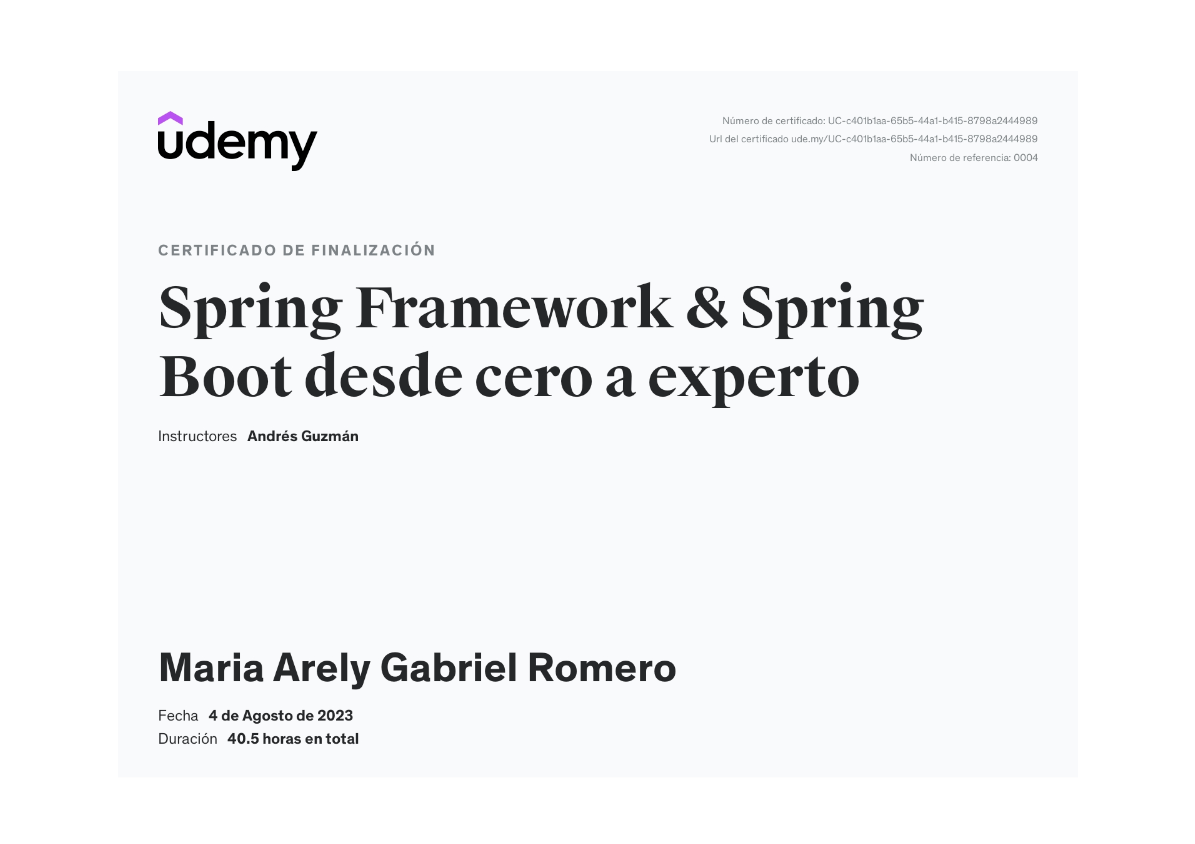 udemy
Número de certificado: UC-c401b1aa-65b5-44a1-b415-8798a2444989
Url del certificado ude.my/UC-c401b1aa-65b5-44a1-b415-8798a2444989
Número de referencia: 0004
CERTIFICADO DE FINALIZACIÓN
Spring Framework & Spring
Boot desde cero a experto
Instructores Andrés Guzmán
Maria Arely Gabriel Romero
Fecha 4 de Agosto de 2023
Duración 40.5 horas en total